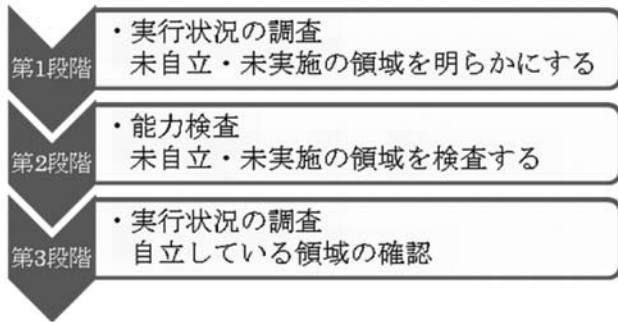 第1段階
・実行状況の調査
未自立・未実施の領域を明らかにする
第2段階
・能力検査
未自立・未実施の領域を検査する
第3段階
・実行状況の調査
自立している領域の確認